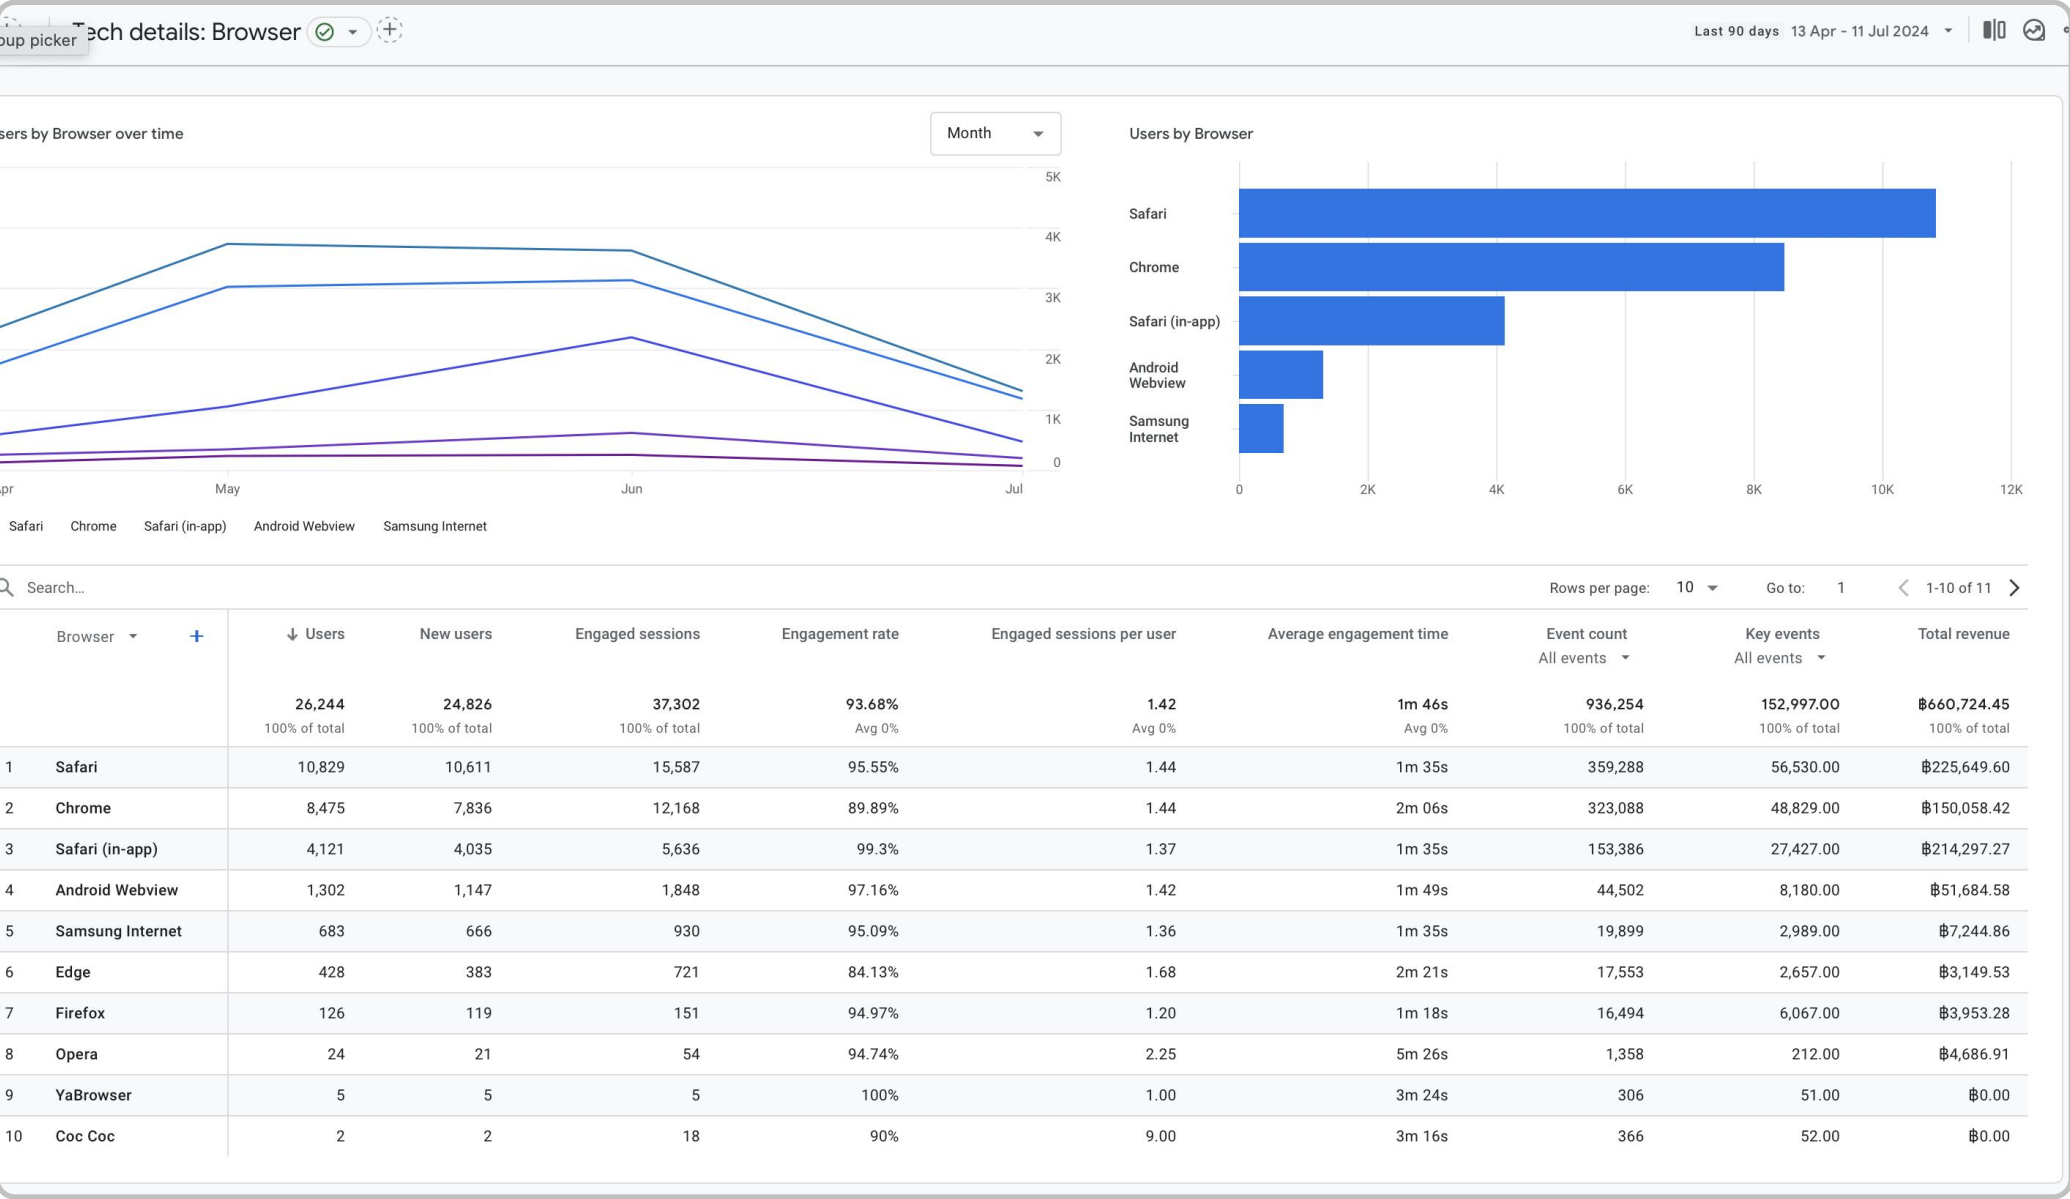 oup picker
Tech details: Browser
Last 90 days 13 Apr - 11 Jul 2024
sers by Browser over time
Month
5K
4K
3K
2K
1K
0
pr May Jun Jul
Safari Chrome Safari (in-app) Android Webview Samsung Internet
Users by Browser
Safari
Chrome
Safari (in-app)
Android
Webview
Samsung
Internet
0 2K 4K 6K 8K 10K 12K
Search...
Rows per page: 10 Go to: 1 1-10 of 11
Browser + Users New users Engaged sessions Engagement rate Engaged sessions per user Average engagement time Event count Key events Total revenue
All events All events
26,244 24,826 37,302 93.68% 1.42 1m 46s 936,254 152,997.00 ฿660,724.45
100% of total 100% of total 100% of total Avg 0% Avg 0% Avg 0% 100% of total 100% of total 100% of total
1 Safari 10,829 10,611 15,587 95.55% 1.44 1m 35s 359,288 56,530.00 ฿225,649.60
2 Chrome 8,475 7,836 12,168 89.89% 1.44 2m 06s 323,088 48,829.00 ฿150,058.42
3 Safari (in-app) 4,121 4,035 5,636 99.3% 1.37 1m 35s 153,386 27,427.00 ฿214,297.27
4 Android Webview 1,302 1,147 1,848 97.16% 1.42 1m 49s 44,502 8,180.00 ฿51,684.58
5 Samsung Internet 683 666 930 95.09% 1.36 1m 35s 19,899 2,989.00 ฿7,244.86
6 Edge 428 383 721 84.13% 1.68 2m 21s 17,553 2,657.00 ฿3,149.53
7 Firefox 126 119 151 94.97% 1.20 1m 18s 16,494 6,067.00 ฿3,953.28
8 Opera 24 21 54 94.74% 2.25 5m 26s 1,358 212.00 ฿4,686.91
9 YaBrowser 5 5 5 100% 1.00 3m 24s 306 51.00 ฿0.00
10 Coc Coc 2 2 18 90% 9.00 3m 16s 366 52.00 ฿0.00